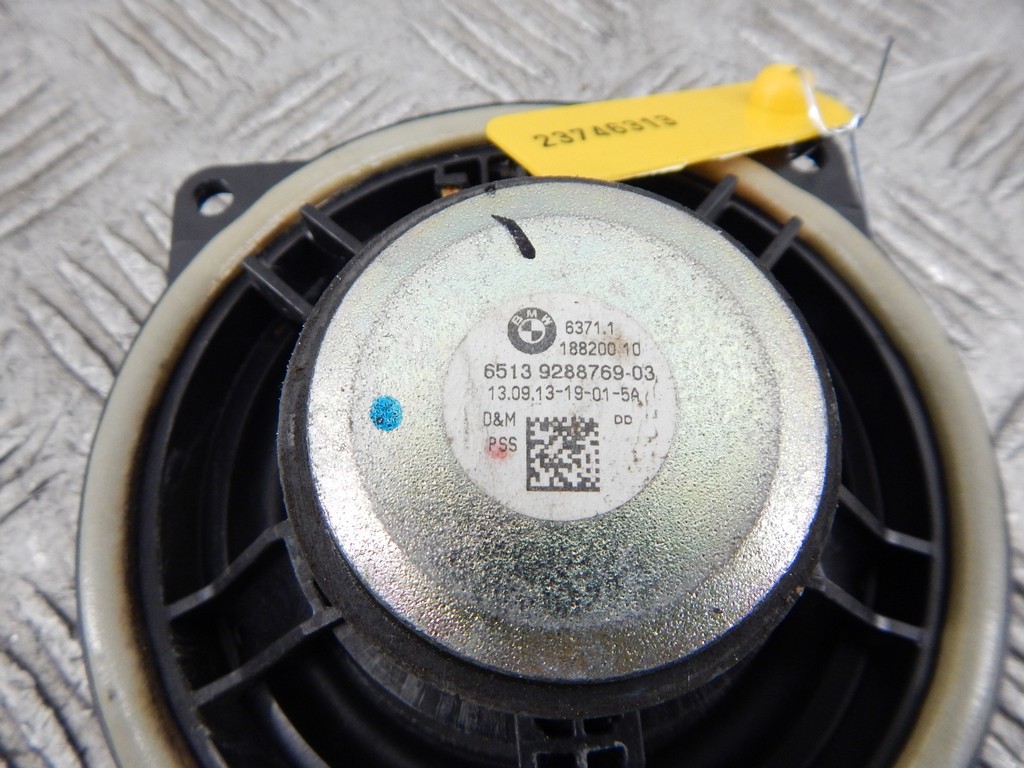 23746313
BMW
6371.1
188200 10
6513 9288769-03
13.09.13-19-01-5A
D&M DD
PSS